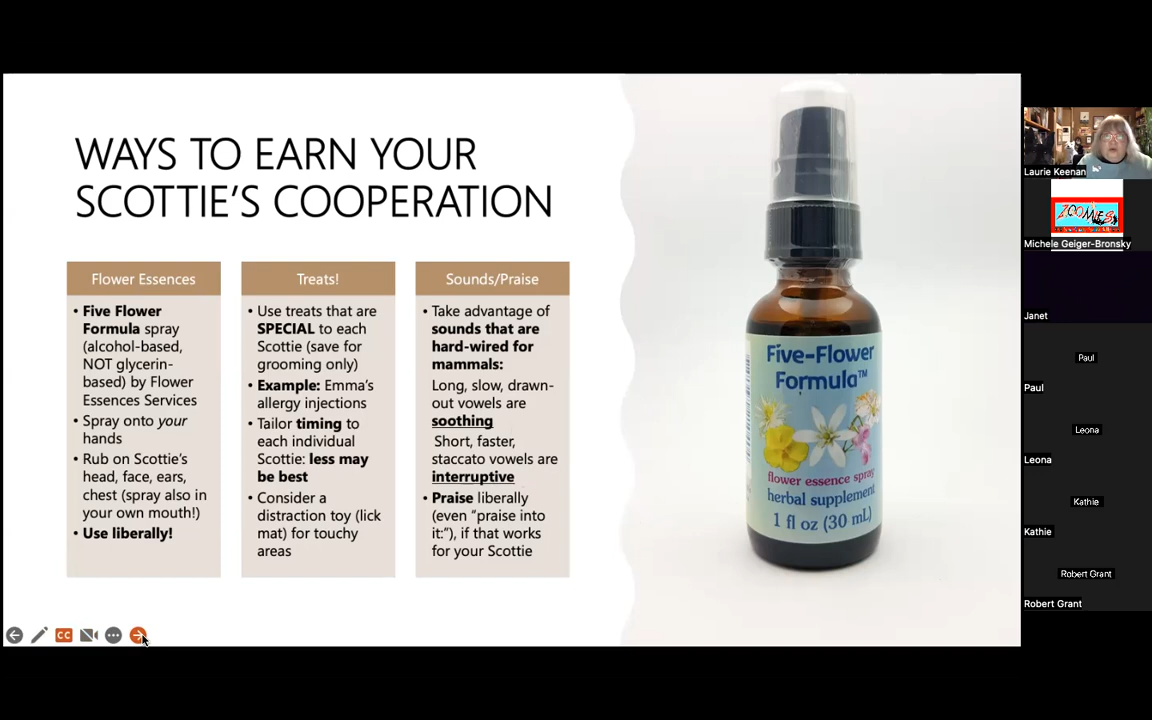 WAYS TO EARN YOUR
SCOTTIE'S COOPERATION
Flower Essences
• Five Flower
Formula spray
(alcohol-based,
NOT glycerin-
based) by Flower
Essences Services
• Spray onto your
hands
• Rub on Scottie's
head, face, ears,
chest (spray also in
your own mouth!)
• Use liberally!
Treats!
• Use treats that are
SPECIAL to each
Scottie (save for
grooming only)
• Example: Emma's
allergy injections
• Tailor timing to
each individual
Scottie: less may
be best
• Consider a
distraction toy (lick
mat) for touchy
areas
Sounds/Praise
• Take advantage of
sounds that are
hard-wired for
mammals:
Long, slow, drawn-
out vowels are
soothing
Short, faster,
staccato vowels are
interruptive
• Praise liberally
(even "praise into
it:"), if that works
for your Scottie
Five-Flower
Formula™
flower essence spray
herbal supplement
1 fl oz (30 mL)
CC
Laurie Keenan
ZOOMIES
Michele Geiger-Bronsky
Janet
Paul
Paul
Leona
Leona
Kathie
Kathie
Robert Grant
Robert Grant